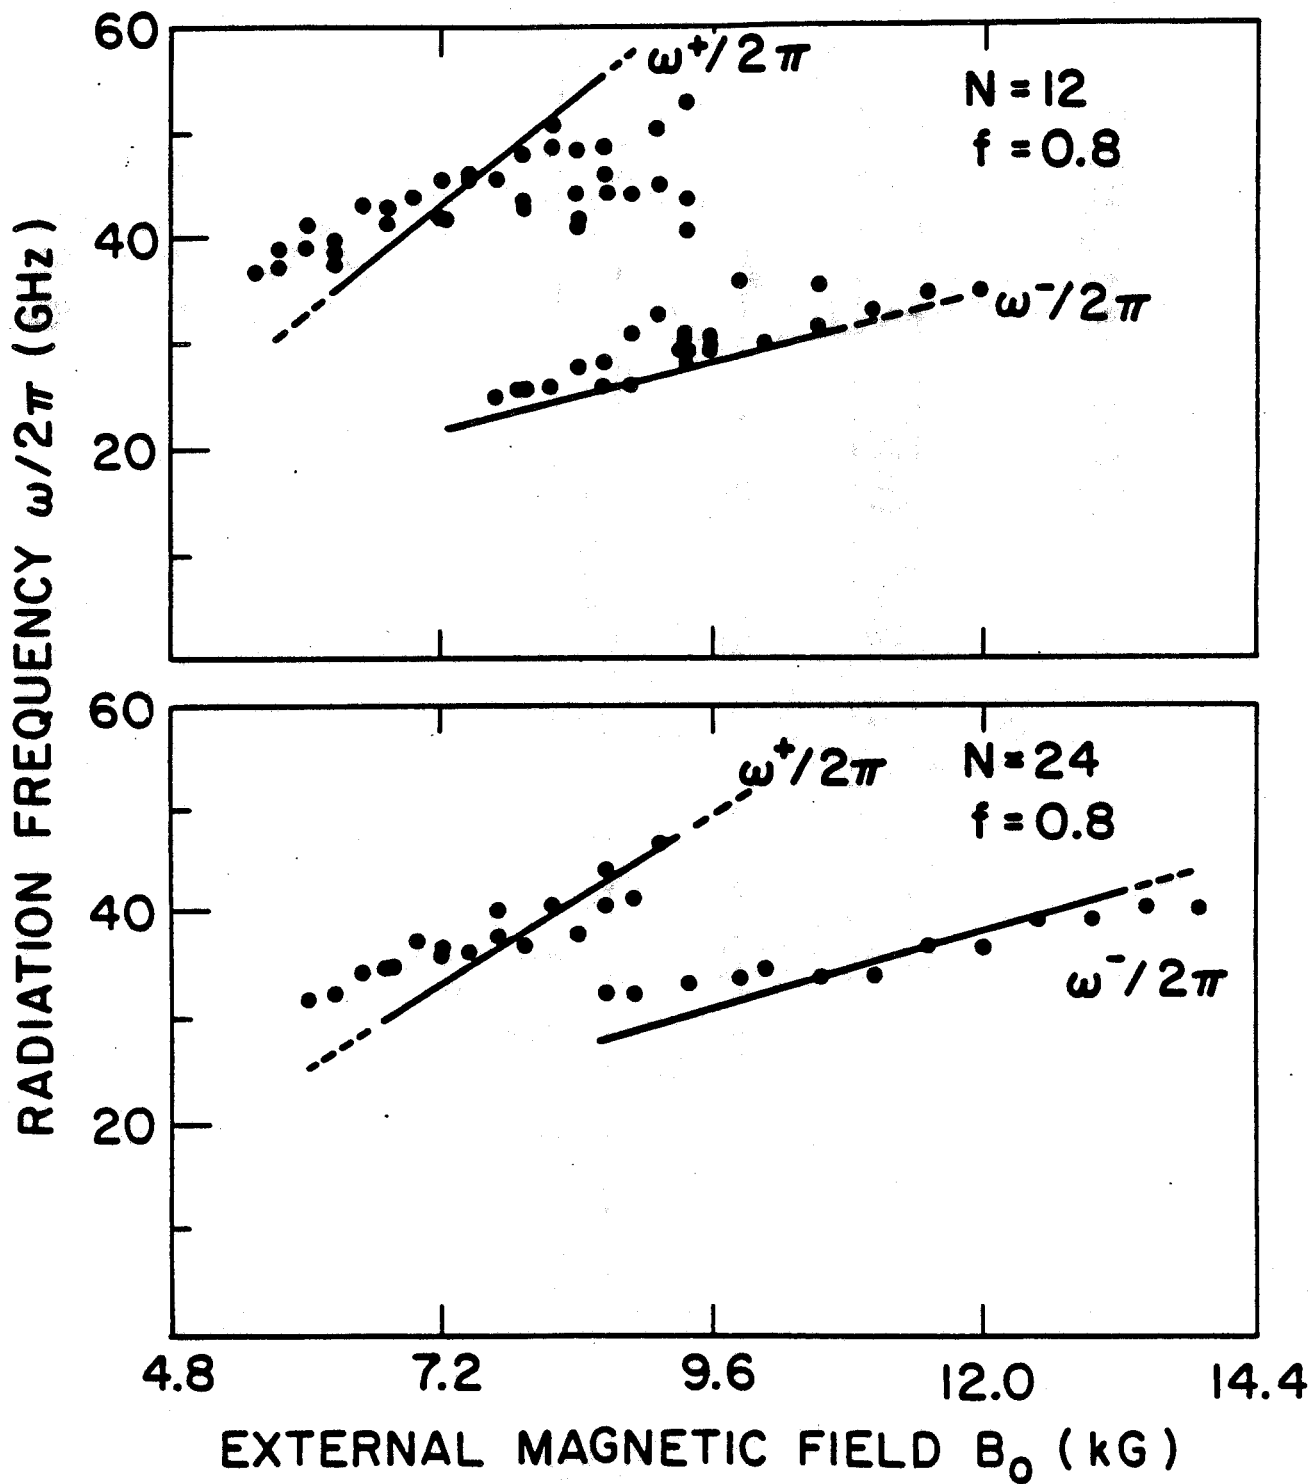 RADIATION FREQUENCY ω/2π (GHz)
60
ω⁺/2π
N = 12
f = 0.8
40
ω⁻/2π
20
60
ω⁺/2π
N = 24
f = 0.8
40
ω⁻/2π
20
4.8 7.2 9.6 12.0 14.4
EXTERNAL MAGNETIC FIELD B₀ (kG)